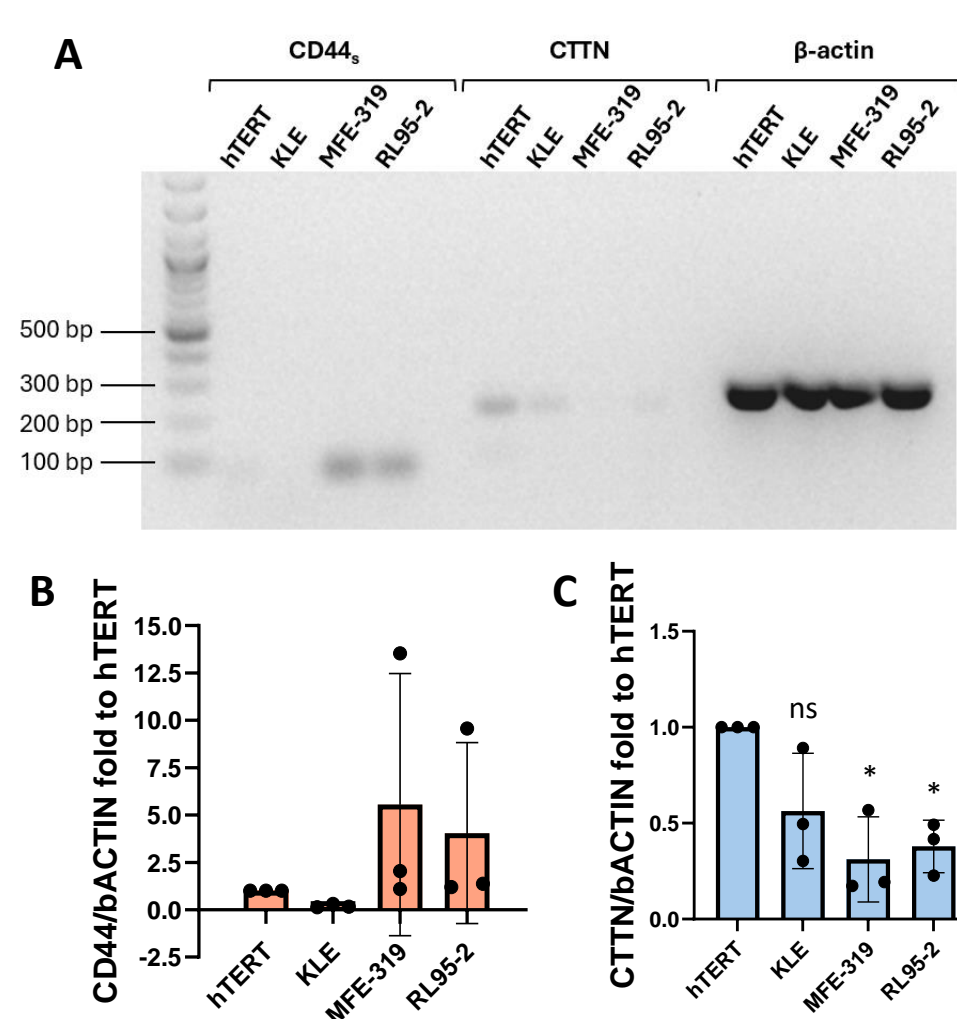 A
CD44s CTTN β-actin
hTERT KLE MFE-319 RL95-2 hTERT KLE MFE-319 RL95-2 hTERT KLE MFE-319 RL95-2
500 bp
300 bp
200 bp
100 bp
B
CD44/bACTIN fold to hTERT
15.0
12.5
10.0
7.5
5.0
2.5
0.0
-2.5
hTERT KLE MFE-319 RL95-2
C
CTTN/bACTIN fold to hTERT
1.5
1.0
0.5
0.0
ns * *
hTERT KLE MFE-319 RL95-2